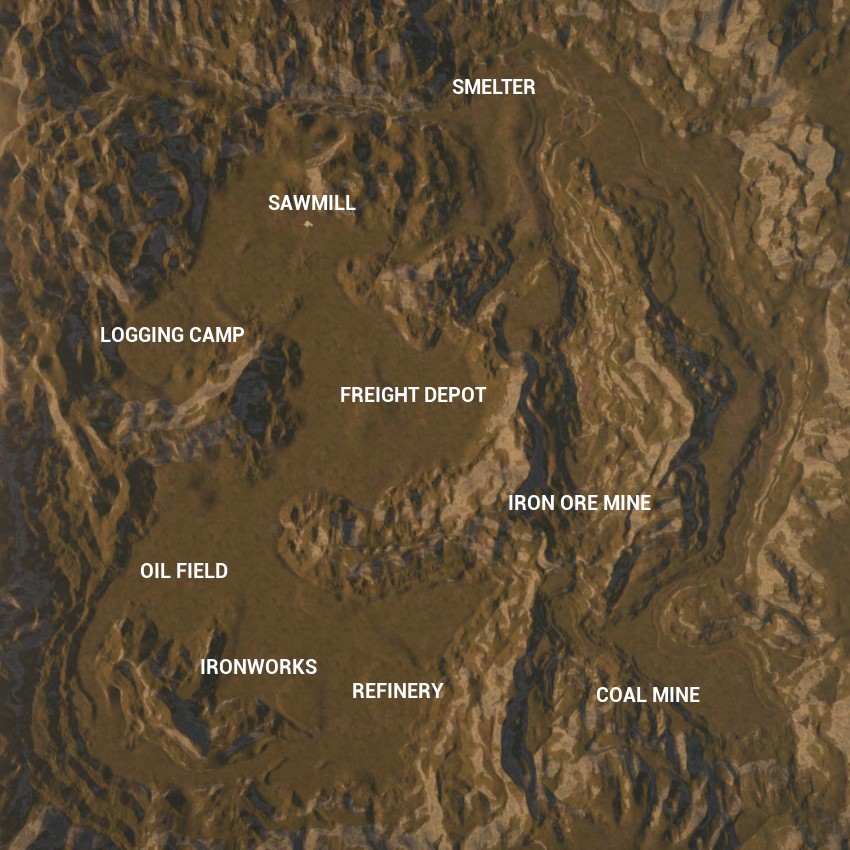 SMELTER
SAWMILL
LOGGING CAMP
FREIGHT DEPOT
IRON ORE MINE
OIL FIELD
IRONWORKS
REFINERY
COAL MINE